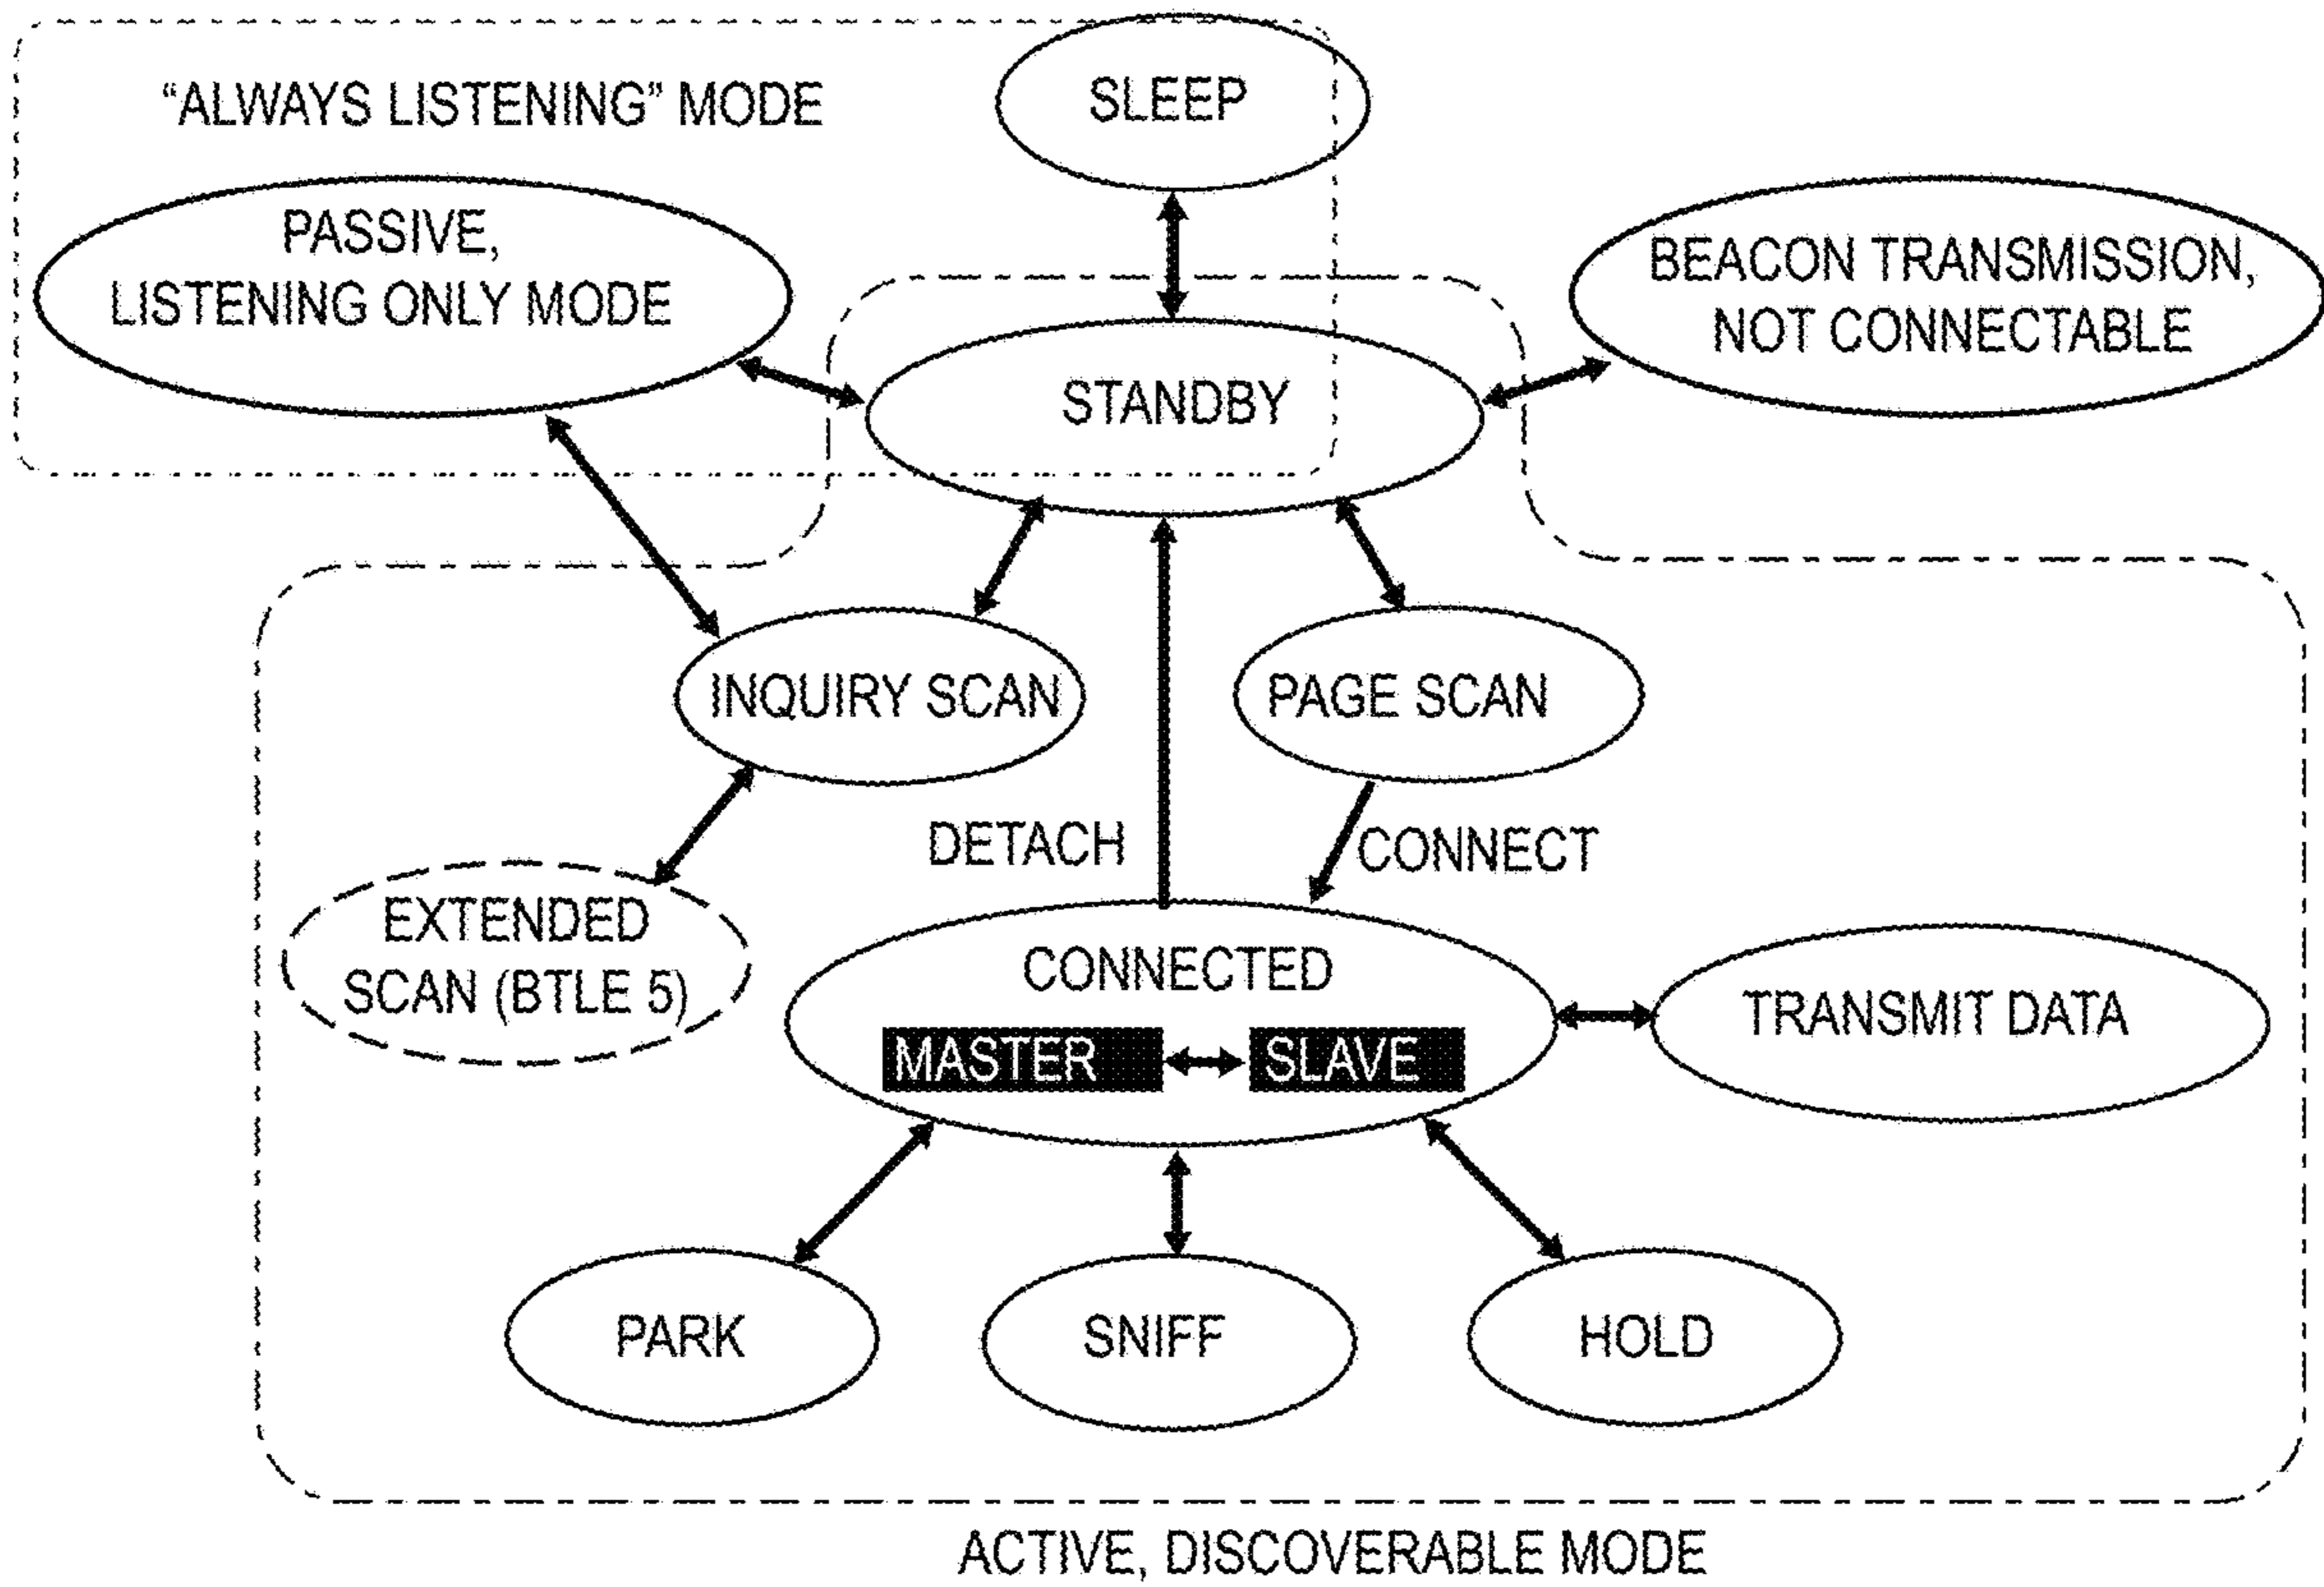 SLEEP
“ALWAYS LISTENING” MODE
PASSIVE,
LISTENING ONLY MODE
BEACON TRANSMISSION,
NOT CONNECTABLE
STANDBY
INQUIRY SCAN
PAGE SCAN
DETACH
CONNECT
EXTENDED
SCAN (BTLE 5)
CONNECTED
MASTER
SLAVE
TRANSMIT DATA
PARK
SNIFF
HOLD
ACTIVE, DISCOVERABLE MODE